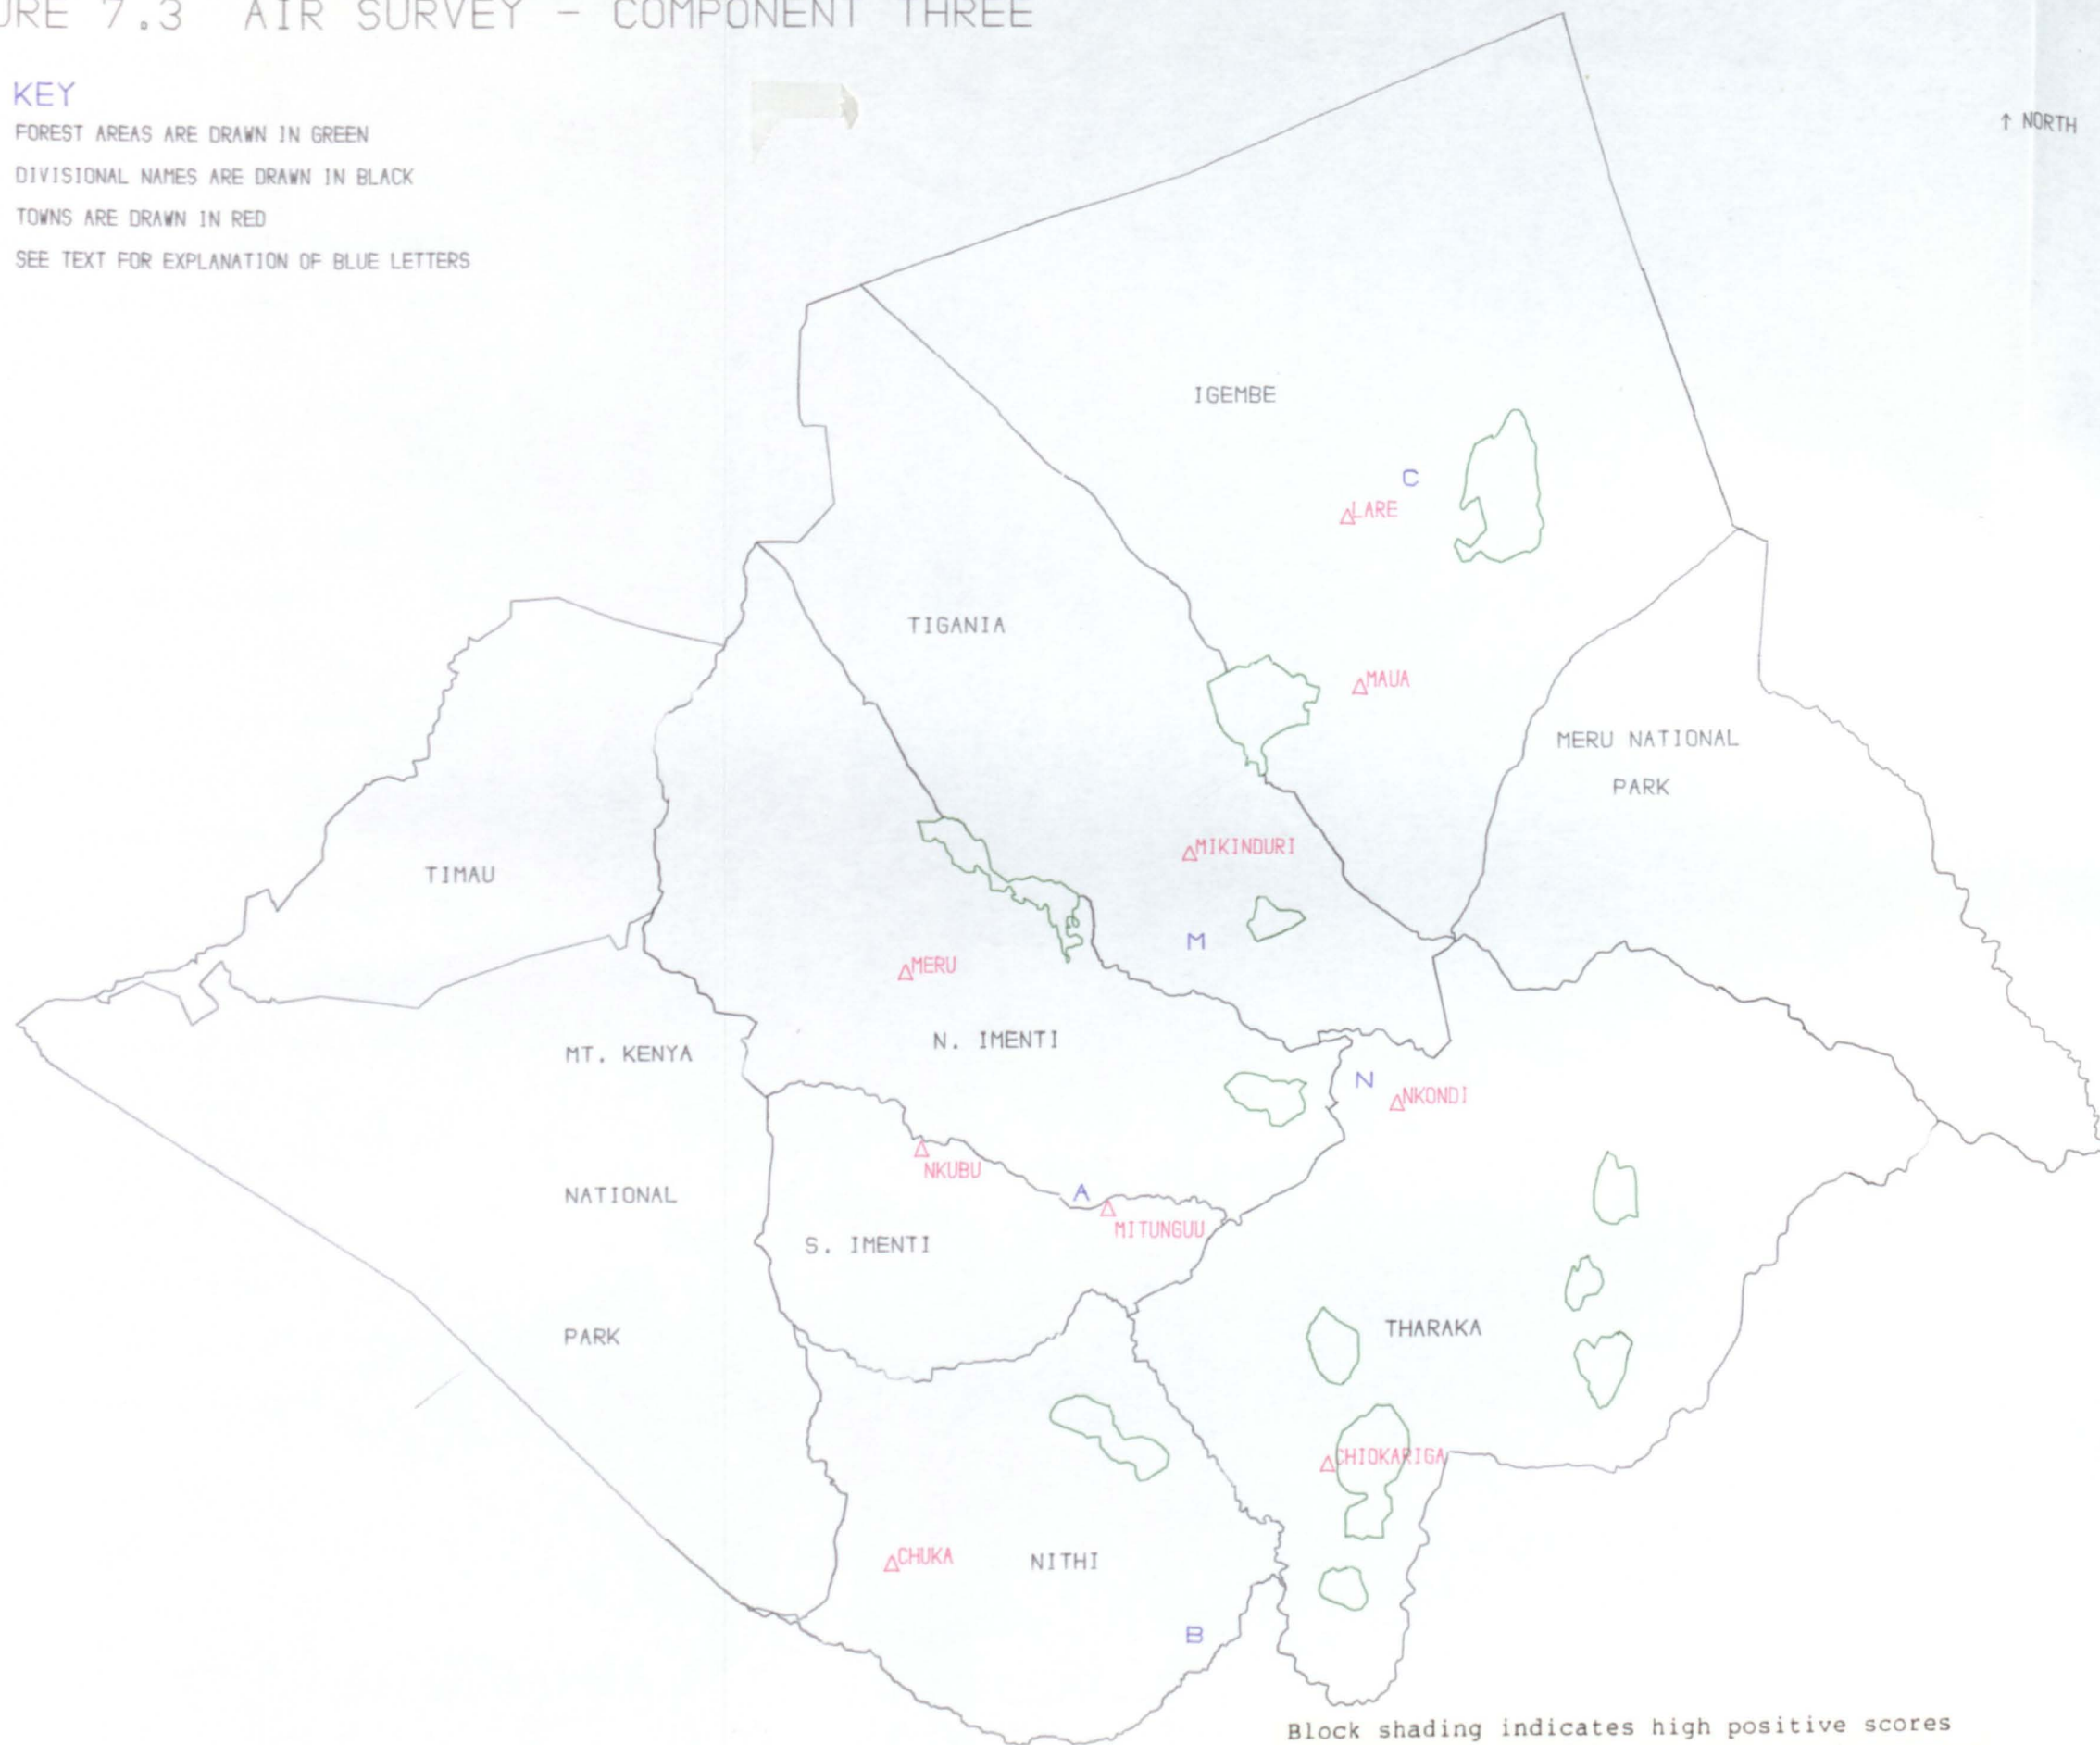 URE 7.3 AIR SURVEY - COMPONENT THREE
KEY
FOREST AREAS ARE DRAWN IN GREEN
DIVISIONAL NAMES ARE DRAWN IN BLACK
TOWNS ARE DRAWN IN RED
SEE TEXT FOR EXPLANATION OF BLUE LETTERS
↑ NORTH
IGEMBE
C
LARE
TIGANIA
MAUA
MERU NATIONAL
PARK
MIKINDURI
TIMAU
M
MERU
N. IMENTI
MT. KENYA
N
NKONDI
NKUBU
A
NATIONAL
MITUNGUU
S. IMENTI
THARAKA
PARK
CHIOKARIGA
CHUKA
NITHI
B
Block shading indicates high positive scores